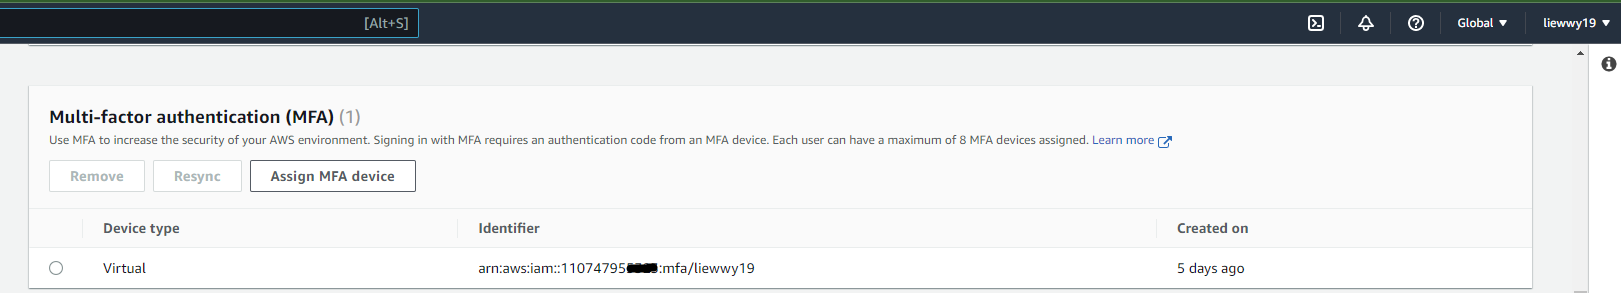 [Alt+S] Global liewwy19
Multi-factor authentication (MFA) (1)
Use MFA to increase the security of your AWS environment. Signing in with MFA requires an authentication code from an MFA device. Each user can have a maximum of 8 MFA devices assigned. Learn more
Remove Resync Assign MFA device
Device type Identifier Created on
Virtual arn:aws:iam::110747955 :mfa/liewwy19 5 days ago